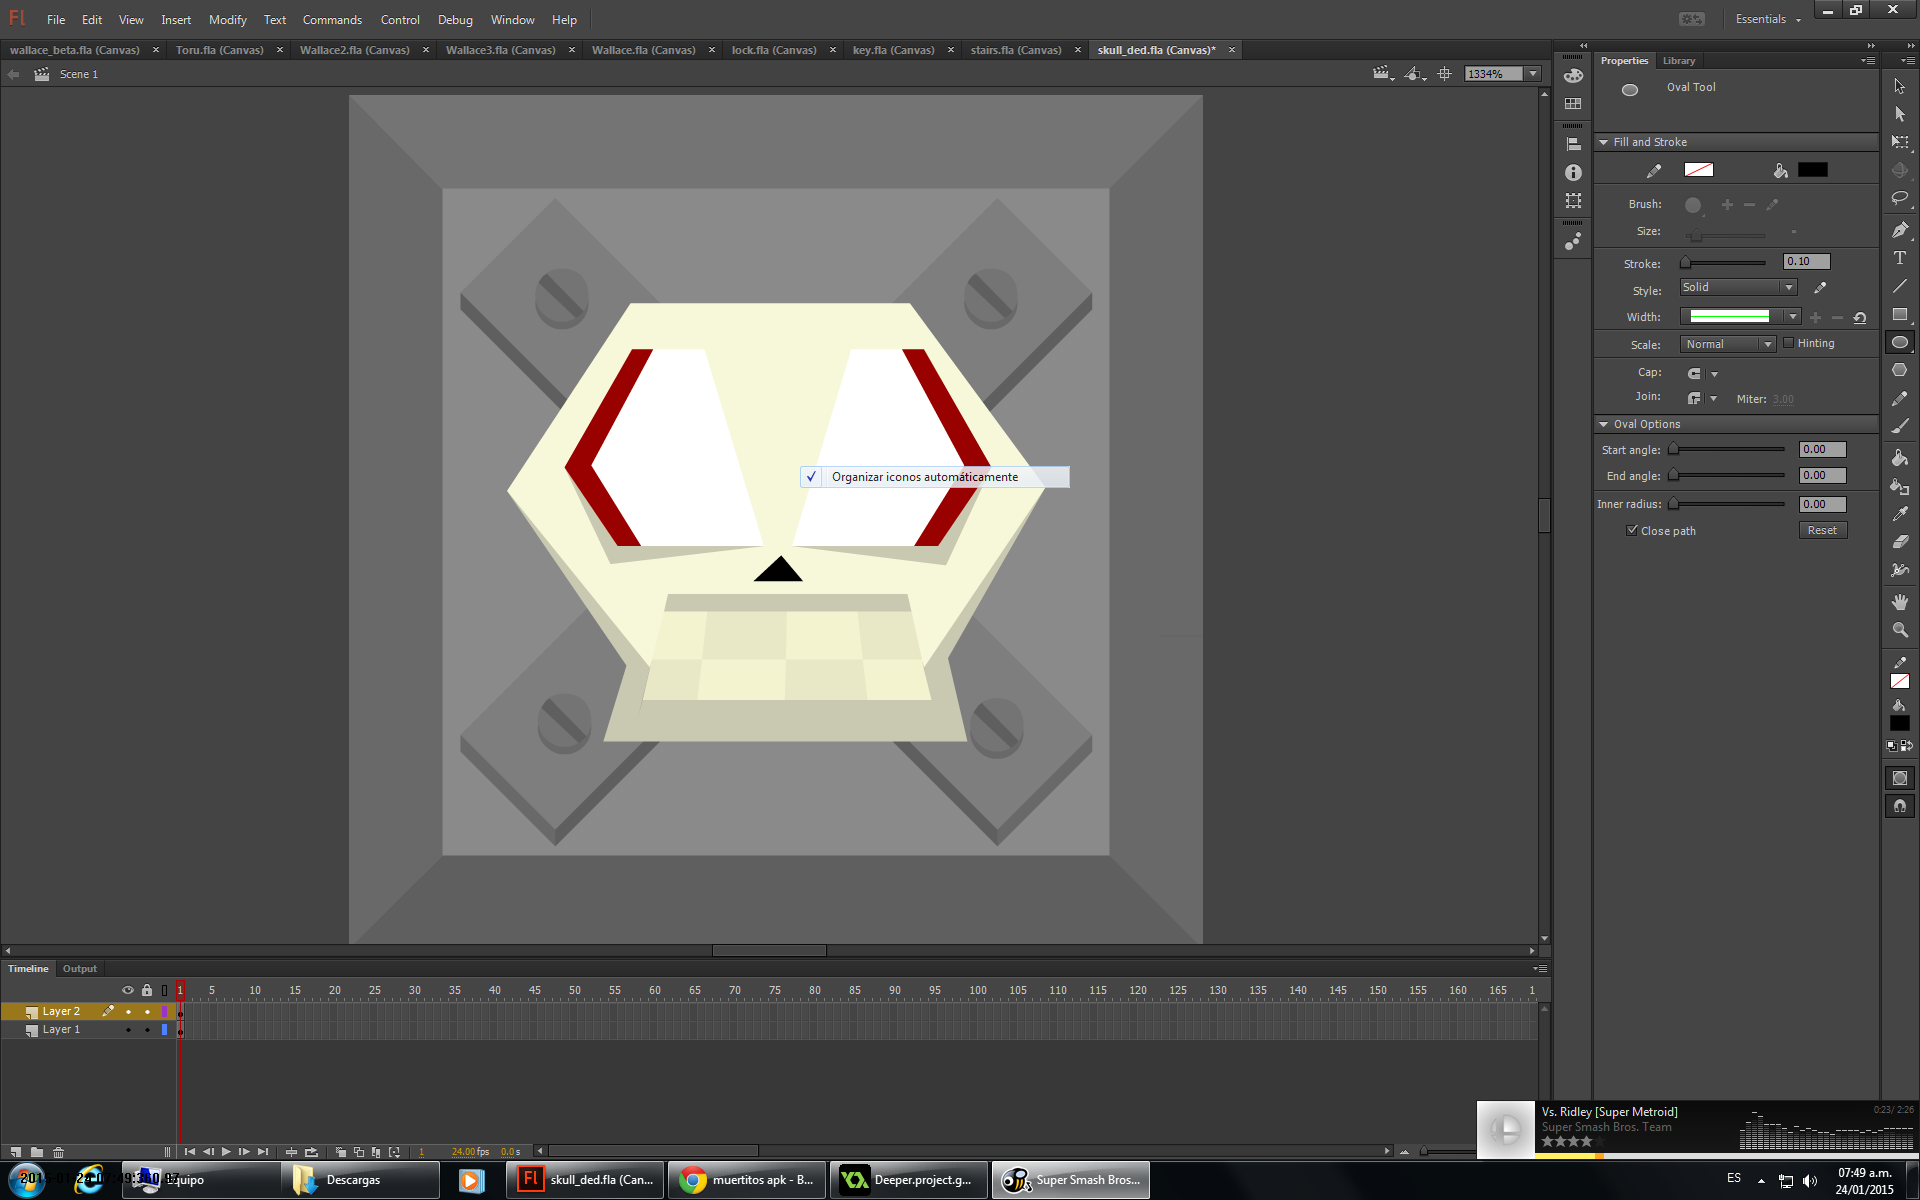 Fl File Edit View Insert Modify Text Commands Control Debug Window Help
Essentials
wallace_beta.fla (Canvas) × Toru.fla (Canvas) × Wallace2.fla (Canvas) × Wallace3.fla (Canvas) × Wallace.fla (Canvas) × lock.fla (Canvas) × key.fla (Canvas) × stairs.fla (Canvas) × skull_ded.fla (Canvas)* ×
Scene 1
1334%
Properties Library
Oval Tool
Fill and Stroke
Brush:
Size:
Stroke: 0.10
Style: Solid
Width:
Scale: Normal Hinting
Cap:
Join: Miter: 3.00
Oval Options
Start angle: 0.00
End angle: 0.00
Inner radius: 0.00
Close path Reset
Organizar iconos automáticamente
Timeline Output
1 5 10 15 20 25 30 35 40 45 50 55 60 65 70 75 80 85 90 95 100 105 110 115 120 125 130 135 140 145 150 155 160 165 1
Layer 2
Layer 1
1 24.00 fps 0.0 s
Vs. Ridley [Super Metroid] 0:23/ 2:26
Super Smash Bros. Team
Equipo
Descargas
Fl skull_ded.fla (Can...
muertitos apk - B...
Deeper.project.g...
Super Smash Bros...
ES
07:49 a.m.
24/01/2015